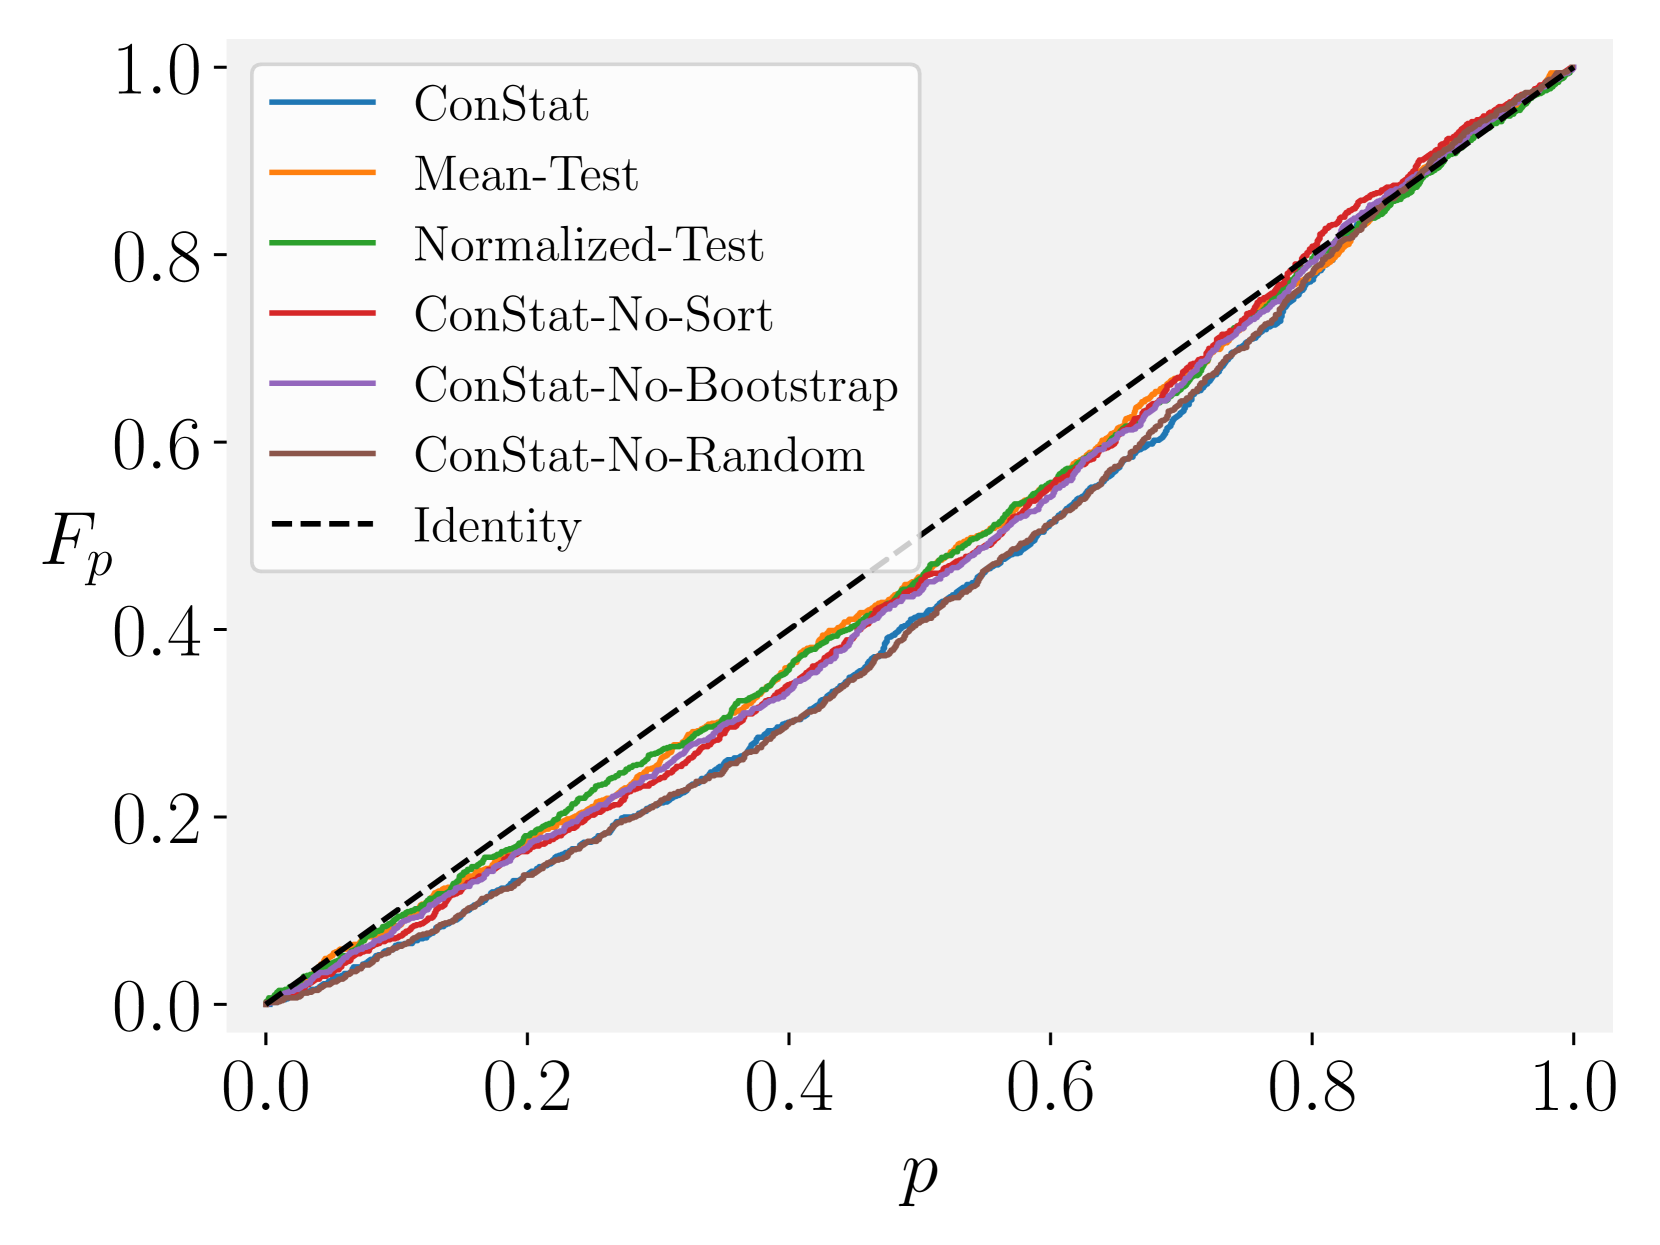 1.0
0.8
0.6
0.4
0.2
0.0
F_p
ConStat
Mean-Test
Normalized-Test
ConStat-No-Sort
ConStat-No-Bootstrap
ConStat-No-Random
Identity
0.0 0.2 0.4 0.6 0.8 1.0
p